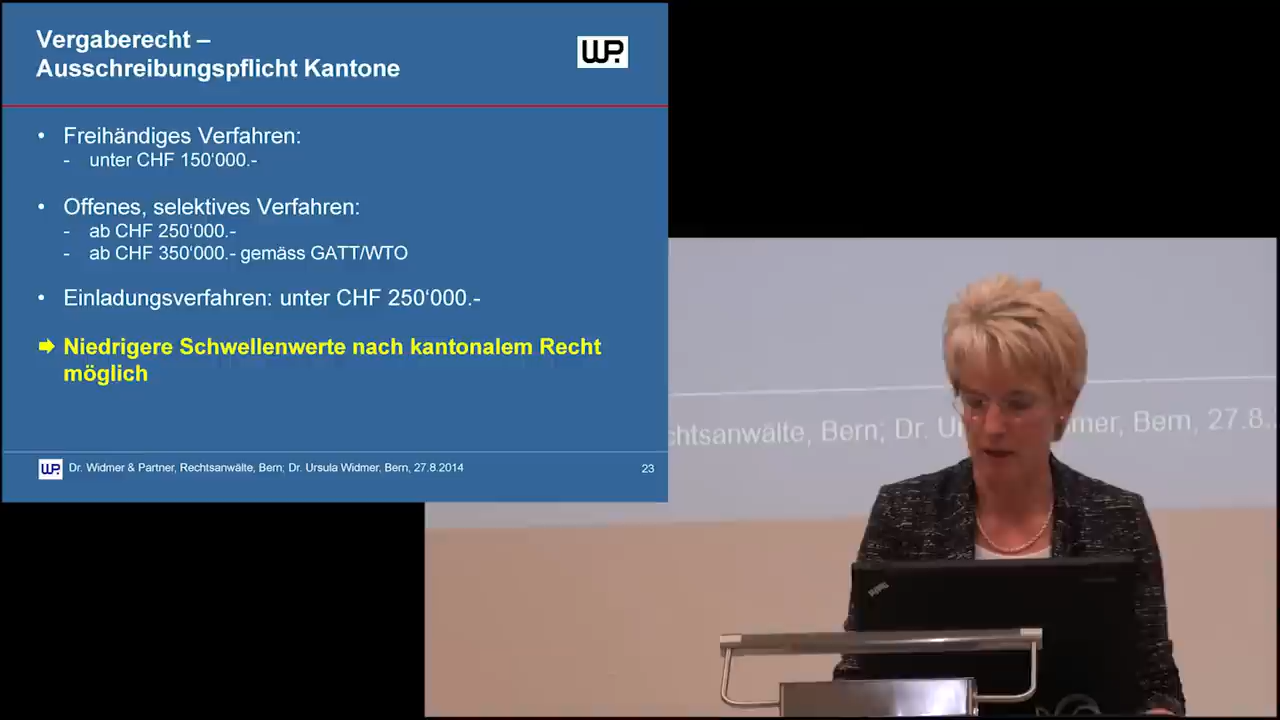 Vergaberecht –
Ausschreibungspflicht Kantone
WP.
• Freihändiges Verfahren:
- unter CHF 150‘000.-
• Offenes, selektives Verfahren:
- ab CHF 250‘000.-
- ab CHF 350‘000.- gemäss GATT/WTO
• Einladungsverfahren: unter CHF 250‘000.-
➨ Niedrigere Schwellenwerte nach kantonalem Recht
möglich
WP. Dr. Widmer & Partner, Rechtsanwälte, Bern; Dr. Ursula Widmer, Bern, 27.8.2014
23
chtsanwälte, Bern; Dr. U mer, Bern, 27.8.